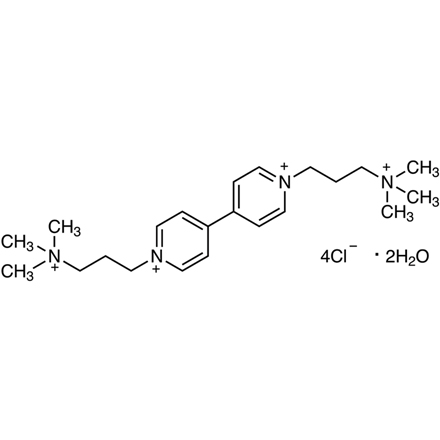 + + CH₃
N N CH₃
CH₃
CH₃
CH₃
N N 4Cl⁻ · 2H₂O
CH₃ + +